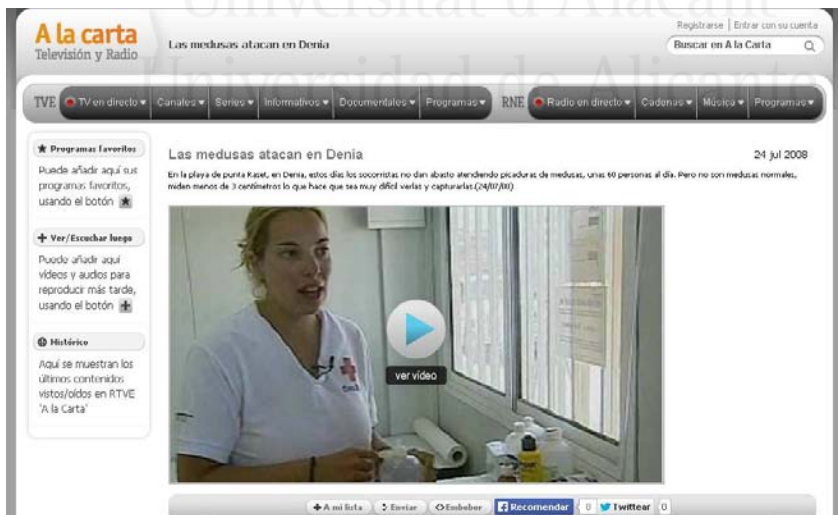 Universitat d'Alacant
Universidad de Alicante
A la carta
Televisión y Radio
Las medusas atacan en Denia
Registrarse | Entrar con su cuenta
Buscar en A la Carta
TVE TV en directo Canales Series Informativos Documentales Programas RNE Radio en directo Cadenas Música Programas
Programas favoritos
Puede añadir aquí sus
programas favoritos,
usando el botón
Ver/Escuchar luego
Puede añadir aquí
vídeos y audios para
reproducir más tarde,
usando el botón
Histórico
Aquí se muestran los
últimos contenidos
vistos/oídos en RTVE
'A la Carta'
Las medusas atacan en Denia
24 jul 2008
En la playa de punta Raset, en Denia, estos días los socorristas no dan abasto atendiendo picaduras de medusas, unas 60 personas al día. Pero no son medusas normales,
miden menos de 3 centímetros lo que hace que sea muy difícil verlas y capturarlas.(24/07/08)
ver vídeo
A mi lista Enviar Embeber Recomendar 0 Twittear 0